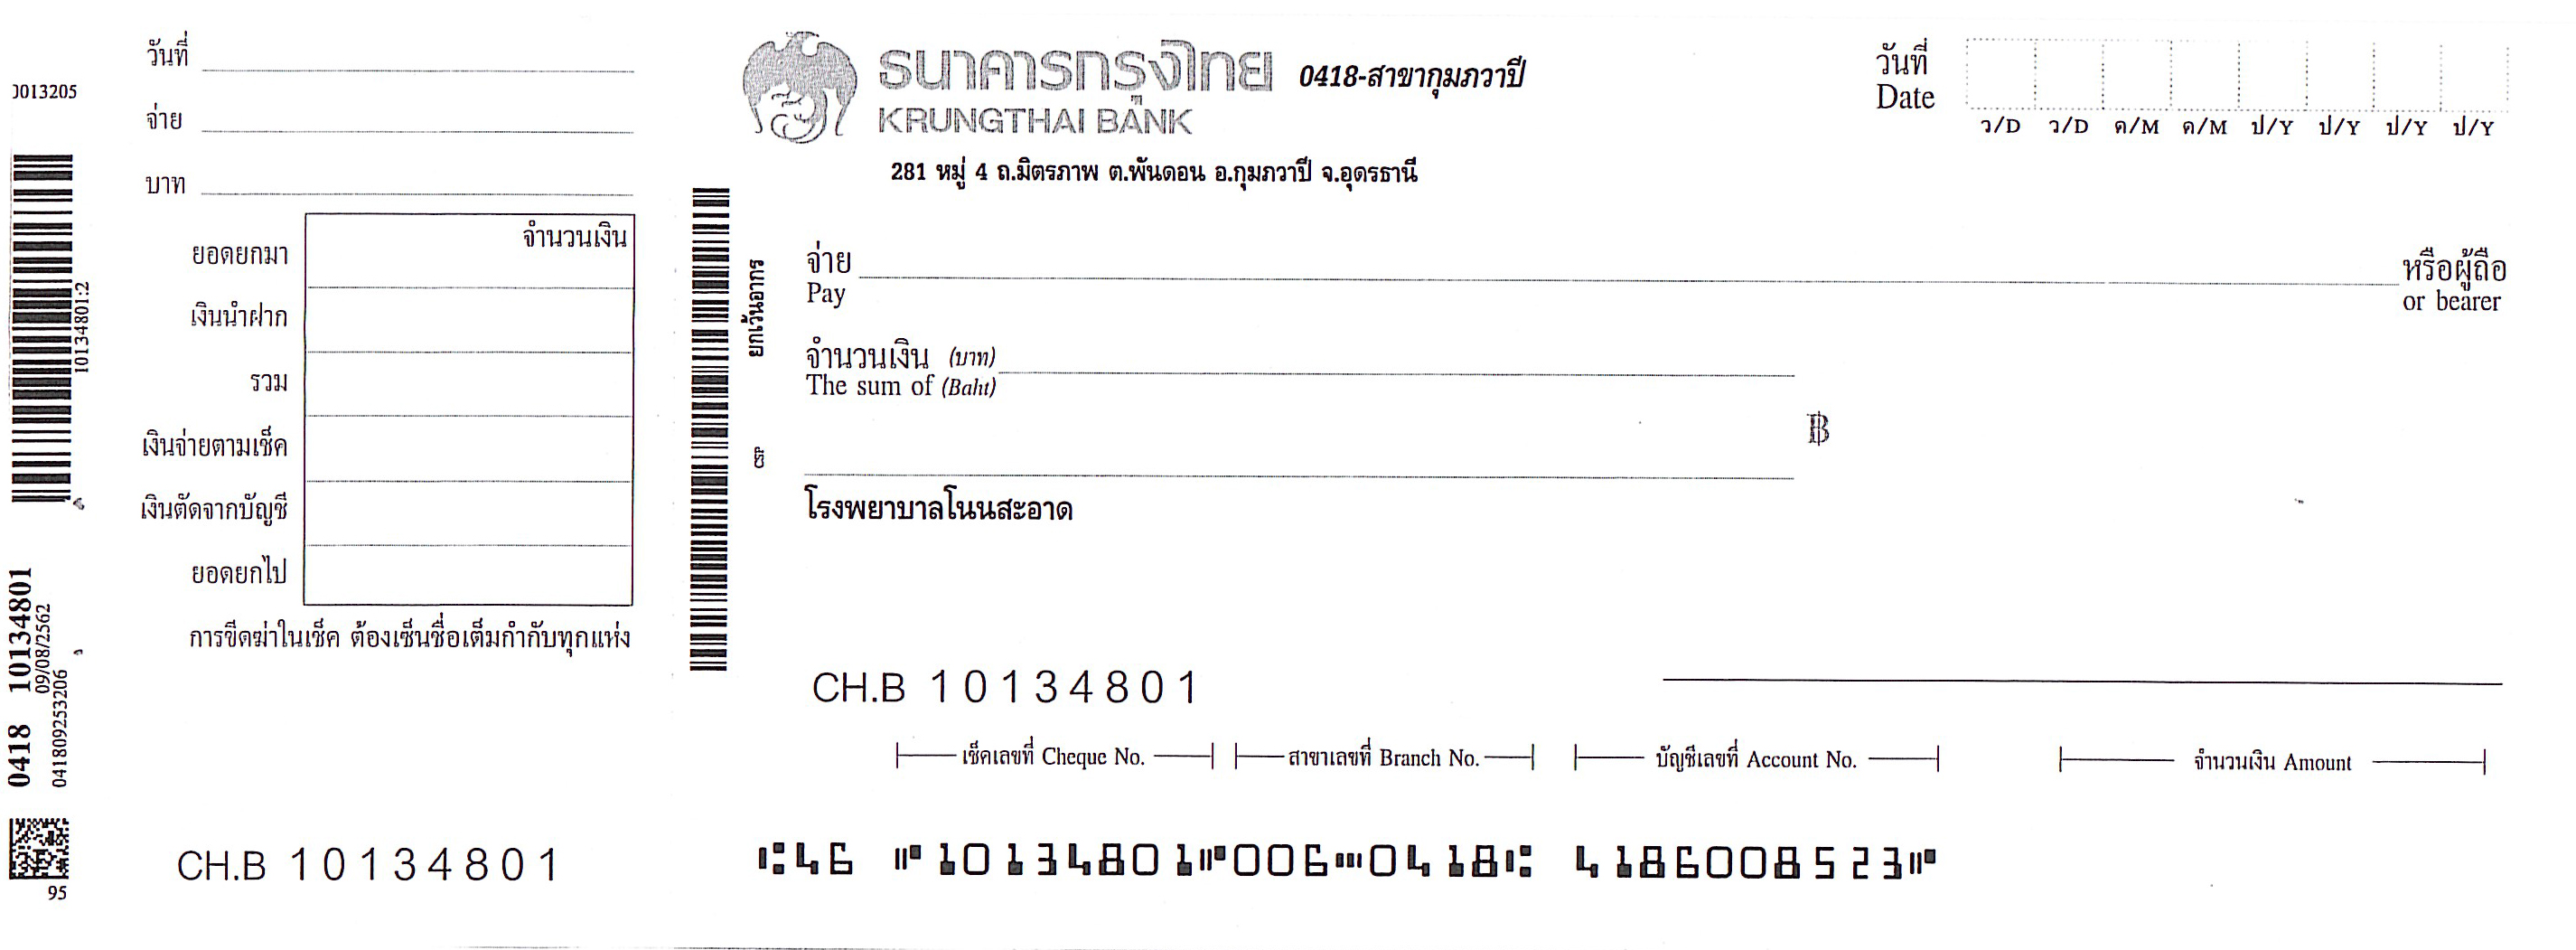 วันที่
จ่าย
บาท
จำนวนเงิน
ยอดยกมา
เงินนำฝาก
รวม
เงินจ่ายตามเช็ค
เงินตัดจากบัญชี
ยอดยกไป
การขีดฆ่าในเช็ค ต้องเซ็นชื่อเต็มกำกับทุกแห่ง
CH.B 10134801
0013205
10134801:2
0418 10134801
09/08/2562
041809253206
95
ธนาคารกรุงไทย 0418-สาขากุมภวาปี
KRUNGTHAI BANK
281 หมู่ 4 ถ.มิตรภาพ ต.พันดอน อ.กุมภวาปี จ.อุดรธานี
วันที่
Date
ว/D ว/D ด/M ด/M ป/Y ป/Y ป/Y ป/Y
ยกเว้นอากร
จ่าย หรือผู้ถือ
Pay or bearer
จำนวนเงิน (บาท)
The sum of (Baht)
฿
โรงพยาบาลโนนสะอาด
CH.B 10134801
เช็คเลขที่ Cheque No. สาขาเลขที่ Branch No. บัญชีเลขที่ Account No. จำนวนเงิน Amount
⑆46 ⑈10134801⑈006⑉0418⑆ 4186008523⑈